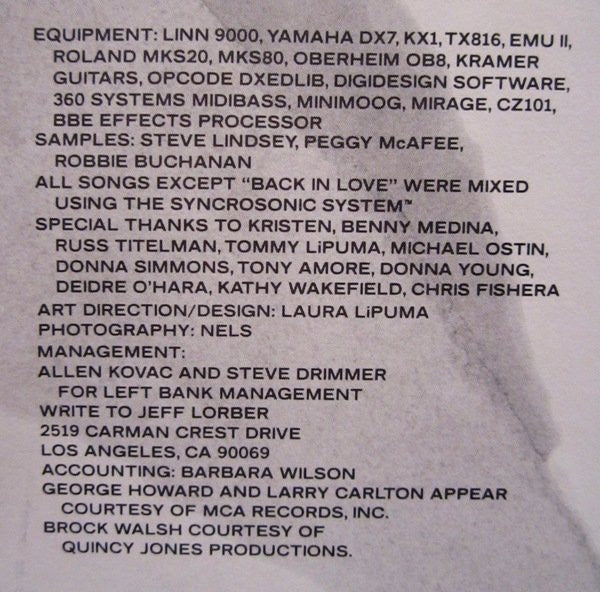 EQUIPMENT: LINN 9000, YAMAHA DX7, KX1, TX816, EMU II,
ROLAND MKS20, MKS80, OBERHEIM OB8, KRAMER
GUITARS, OPCODE DXEDLIB, DIGIDESIGN SOFTWARE,
360 SYSTEMS MIDIBASS, MINIMOOG, MIRAGE, CZ101,
BBE EFFECTS PROCESSOR
SAMPLES: STEVE LINDSEY, PEGGY McAFEE,
ROBBIE BUCHANAN
ALL SONGS EXCEPT “BACK IN LOVE” WERE MIXED
USING THE SYNCROSONIC SYSTEM™
SPECIAL THANKS TO KRISTEN, BENNY MEDINA,
RUSS TITELMAN, TOMMY LiPUMA, MICHAEL OSTIN,
DONNA SIMMONS, TONY AMORE, DONNA YOUNG,
DEIDRE O’HARA, KATHY WAKEFIELD, CHRIS FISHERA
ART DIRECTION/DESIGN: LAURA LiPUMA
PHOTOGRAPHY: NELS
MANAGEMENT:
ALLEN KOVAC AND STEVE DRIMMER
FOR LEFT BANK MANAGEMENT
WRITE TO JEFF LORBER
2519 CARMAN CREST DRIVE
LOS ANGELES, CA 90069
ACCOUNTING: BARBARA WILSON
GEORGE HOWARD AND LARRY CARLTON APPEAR
COURTESY OF MCA RECORDS, INC.
BROCK WALSH COURTESY OF
QUINCY JONES PRODUCTIONS.